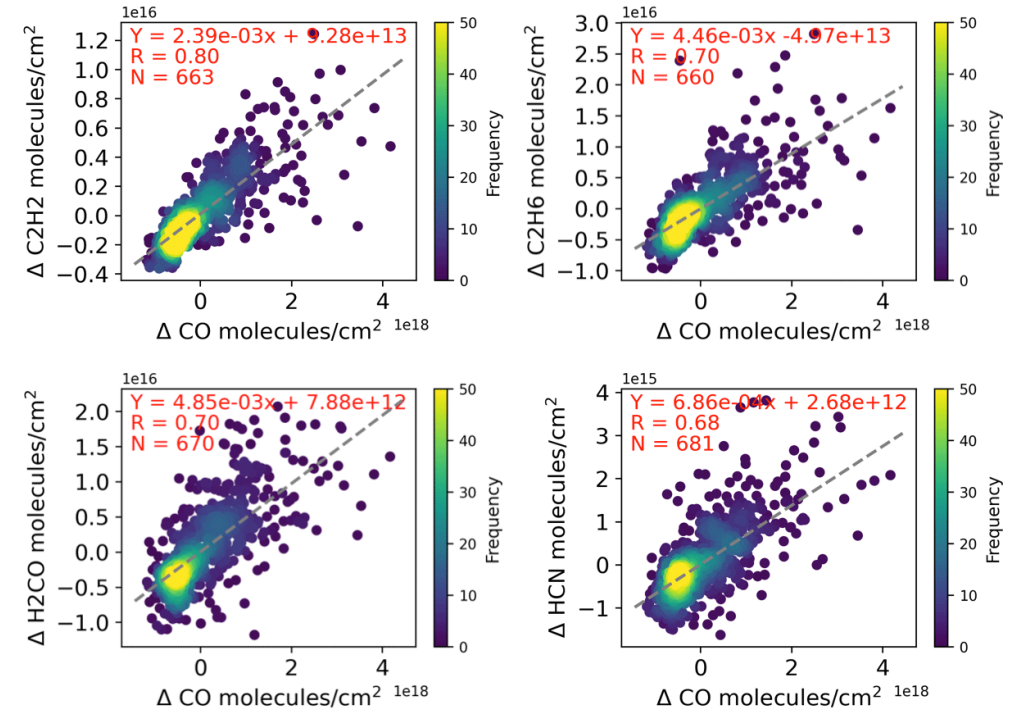 1e16
Δ C2H2 molecules/cm²
1.2
1.0
0.8
0.6
0.4
0.2
0.0
−0.2
−0.4
Y = 2.39e-03x + 9.28e+13
R = 0.80
N = 663
0 2 4
Δ CO molecules/cm² 1e18
50
40
30
20
10
0
Frequency
1e16
Δ C2H6 molecules/cm²
3.0
2.5
2.0
1.5
1.0
0.5
0.0
−0.5
−1.0
Y = 4.46e-03x -4.97e+13
R = 0.70
N = 660
0 2 4
Δ CO molecules/cm² 1e18
50
40
30
20
10
0
Frequency
1e16
Δ H2CO molecules/cm²
2.0
1.5
1.0
0.5
0.0
−0.5
−1.0
Y = 4.85e-03x + 7.88e+12
R = 0.70
N = 670
0 2 4
Δ CO molecules/cm² 1e18
50
40
30
20
10
0
Frequency
1e15
Δ HCN molecules/cm²
4
3
2
1
0
−1
Y = 6.86e-04x + 2.68e+12
R = 0.68
N = 681
0 2 4
Δ CO molecules/cm² 1e18
50
40
30
20
10
0
Frequency